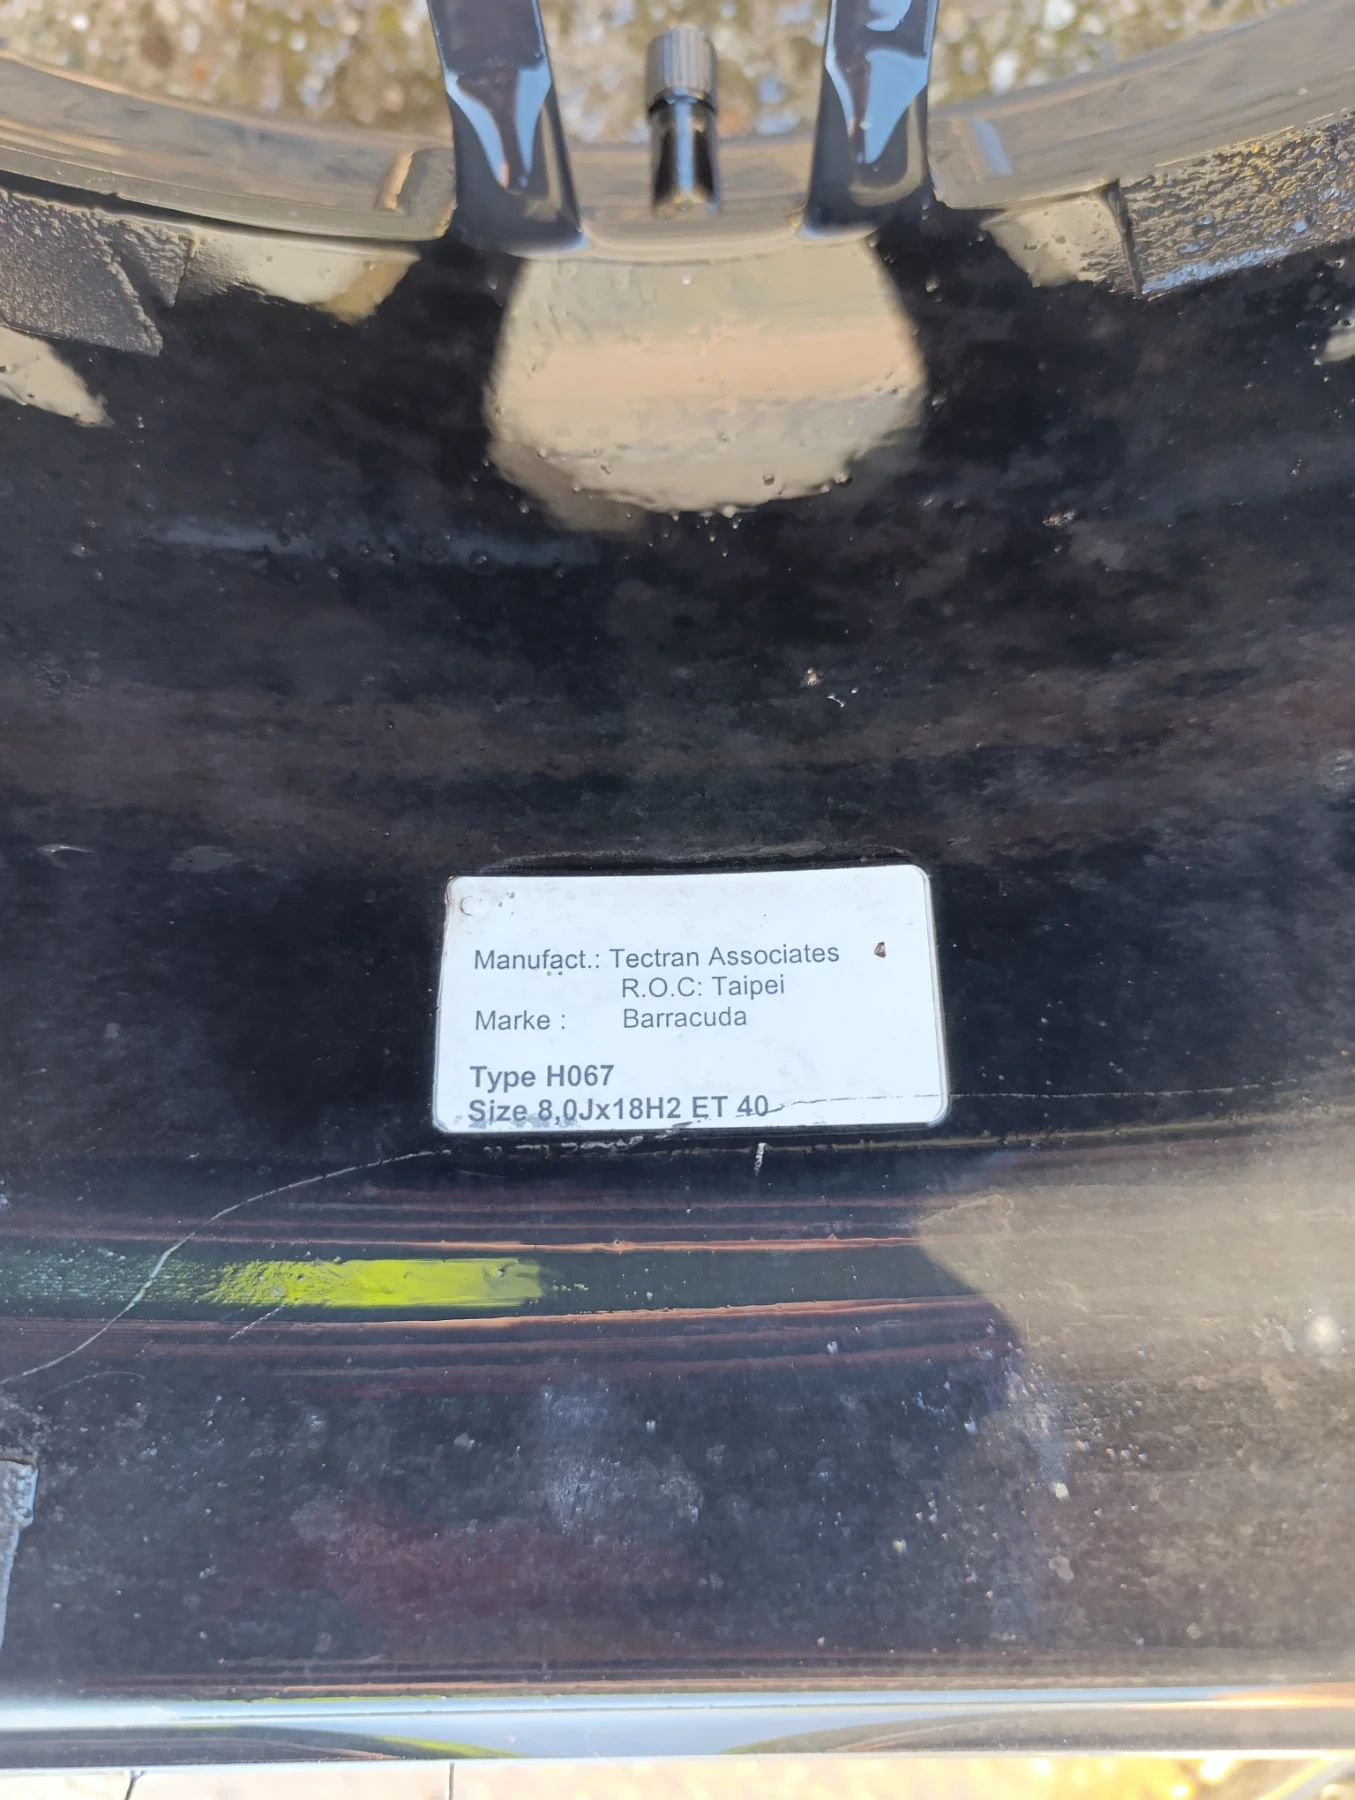 Manufact.: Tectran Associates
R.O.C: Taipei
Marke : Barracuda
Type H067
Size 8,0Jx18H2 ET 40